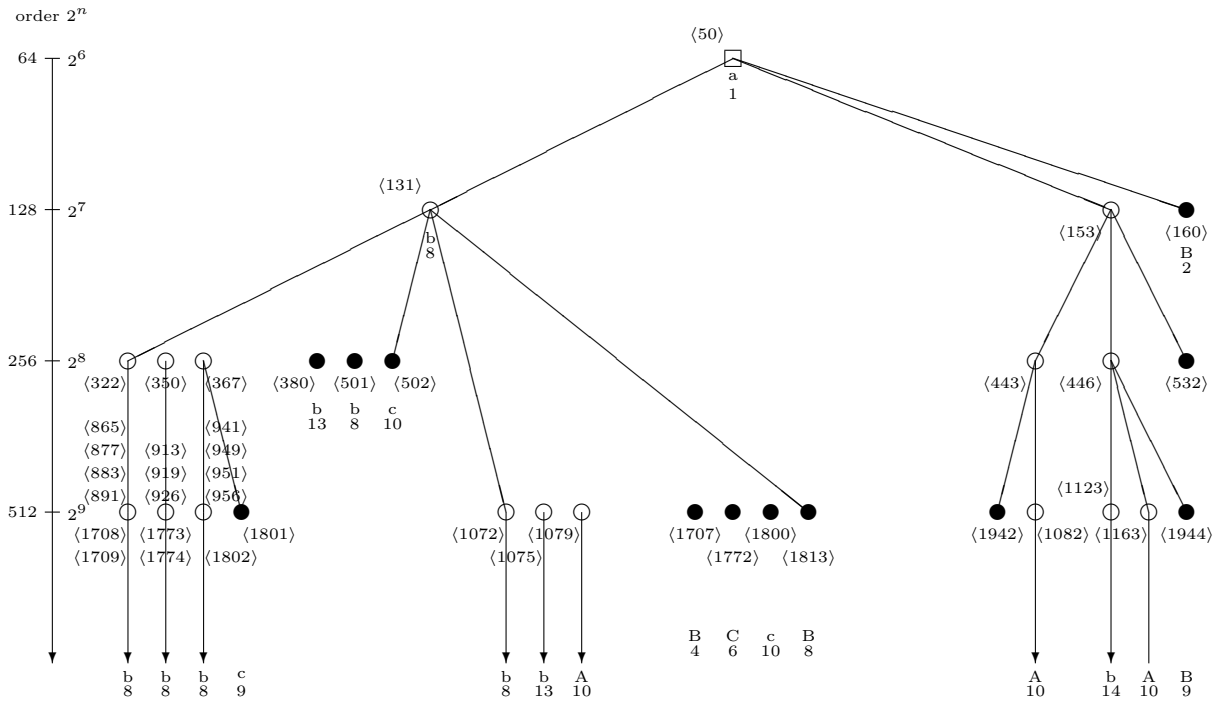 order 2^n
⟨50⟩
64 2^6
a
1
⟨131⟩
128 2^7
⟨153⟩ ⟨160⟩
b B
8 2
256 2^8
⟨322⟩ ⟨350⟩ ⟨367⟩ ⟨380⟩ ⟨501⟩ ⟨502⟩ ⟨443⟩ ⟨446⟩ ⟨532⟩
b b c
13 8 10
⟨865⟩ ⟨941⟩
⟨877⟩ ⟨913⟩ ⟨949⟩
⟨883⟩ ⟨919⟩ ⟨951⟩
⟨891⟩ ⟨926⟩ ⟨956⟩ ⟨1123⟩
512 2^9
⟨1708⟩ ⟨1773⟩ ⟨1801⟩ ⟨1072⟩ ⟨1079⟩ ⟨1707⟩ ⟨1800⟩ ⟨1942⟩ ⟨1082⟩ ⟨1163⟩ ⟨1944⟩
⟨1709⟩ ⟨1774⟩ ⟨1802⟩ ⟨1075⟩ ⟨1772⟩ ⟨1813⟩
B C c B
4 6 10 8
b b b c b b A A b A B
8 8 8 9 8 13 10 10 14 10 9